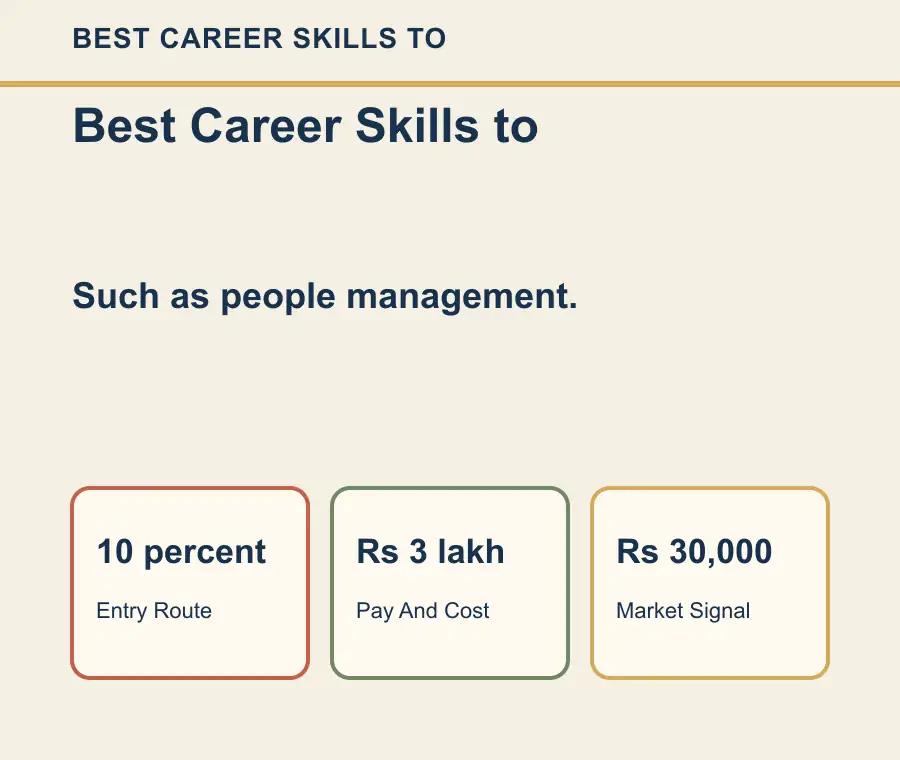 BEST CAREER SKILLS TO
Best Career Skills to
Such as people management.
10 percent
Entry Route
Rs 3 lakh
Pay And Cost
Rs 30,000
Market Signal